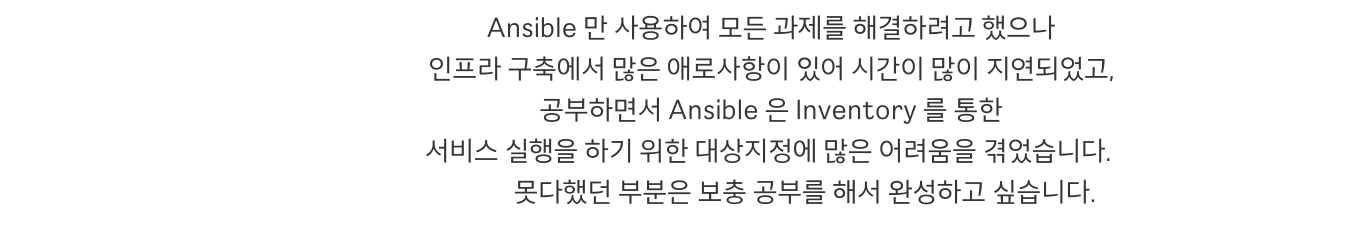 Ansible 만 사용하여 모든 과제를 해결하려고 했으나
인프라 구축에서 많은 애로사항이 있어 시간이 많이 지연되었고,
공부하면서 Ansible 은 Inventory 를 통한
서비스 실행을 하기 위한 대상지정에 많은 어려움을 겪었습니다.
못다했던 부분은 보충 공부를 해서 완성하고 싶습니다.